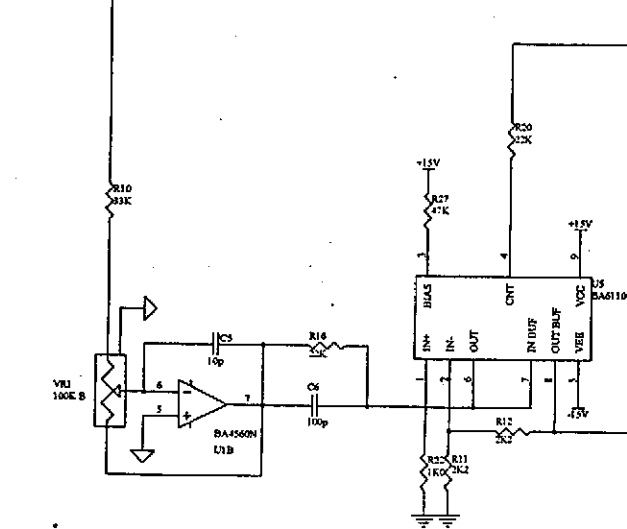 R20
22K
+15V
R10
33K
R27
47K
+15V
3
4
9
U5
BA6110
BIAS
CNT
VCC
IN+
IN-
OUT
IN BUF
OUT BUF
VEE
C5
10p
R16
VR1
100K B
6
5
7
C6
100p
1
2
6
7
8
5
BA4560N
U1B
R12
2K2
R11
2K2
1K0